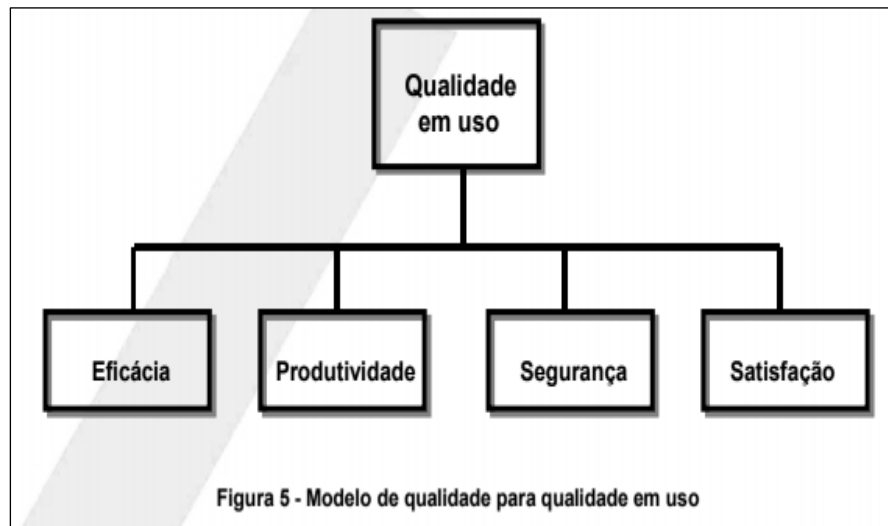 Qualidade
em uso
Eficácia
Produtividade
Segurança
Satisfação
Figura 5 - Modelo de qualidade para qualidade em uso